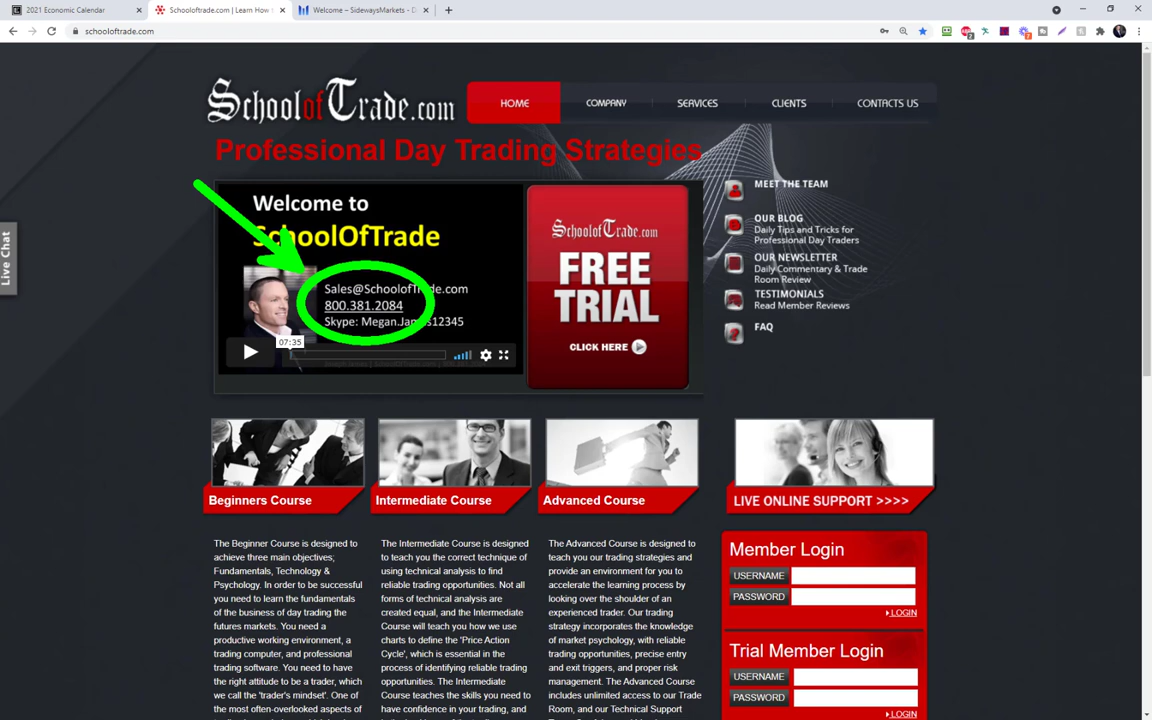 2021 Economic Calendar
Schooloftrade.com | Learn How
Welcome – SidewaysMarkets - D
schooloftrade.com
SchoolofTrade.com
HOME
COMPANY
SERVICES
CLIENTS
CONTACTS US
Professional Day Trading Strategies
Welcome to
SchoolOfTrade
Sales@SchoolofTrade.com
800.381.2084
Skype: Megan.James12345
07:35
SchoolofTrade.com
FREE
TRIAL
CLICK HERE
MEET THE TEAM
OUR BLOG
Daily Tips and Tricks for
Professional Day Traders
OUR NEWSLETTER
Daily Commentary & Trade
Room Review
TESTIMONIALS
Read Member Reviews
FAQ
Live Chat
Beginners Course
Intermediate Course
Advanced Course
LIVE ONLINE SUPPORT >>>>
The Beginner Course is designed to
achieve three main objectives;
Fundamentals, Technology &
Psychology. In order to be successful
you need to learn the fundamentals
of the business of day trading the
futures markets. You need a
productive working environment, a
trading computer, and professional
trading software. You need to have
the right attitude to be a trader, which
we call the 'trader's mindset'. One of
the most often-overlooked aspects of
The Intermediate Course is designed
to teach you the correct technique of
using technical analysis to find
reliable trading opportunities. Not all
forms of technical analysis are
created equal, and the Intermediate
Course will teach you how we use
charts to define the 'Price Action
Cycle', which is essential in the
process of identifying reliable trading
opportunities. The Intermediate
Course teaches the skills you need to
have confidence in your trading, and
The Advanced Course is designed to
teach you our trading strategies and
provide an environment for you to
accelerate the learning process by
looking over the shoulder of an
experienced trader. Our trading
strategy incorporates the knowledge
of market psychology, with reliable
trading opportunities, precise entry
and exit triggers, and proper risk
management. The Advanced Course
includes unlimited access to our Trade
Room, and our Technical Support
Member Login
USERNAME
PASSWORD
LOGIN
Trial Member Login
USERNAME
PASSWORD
LOGIN